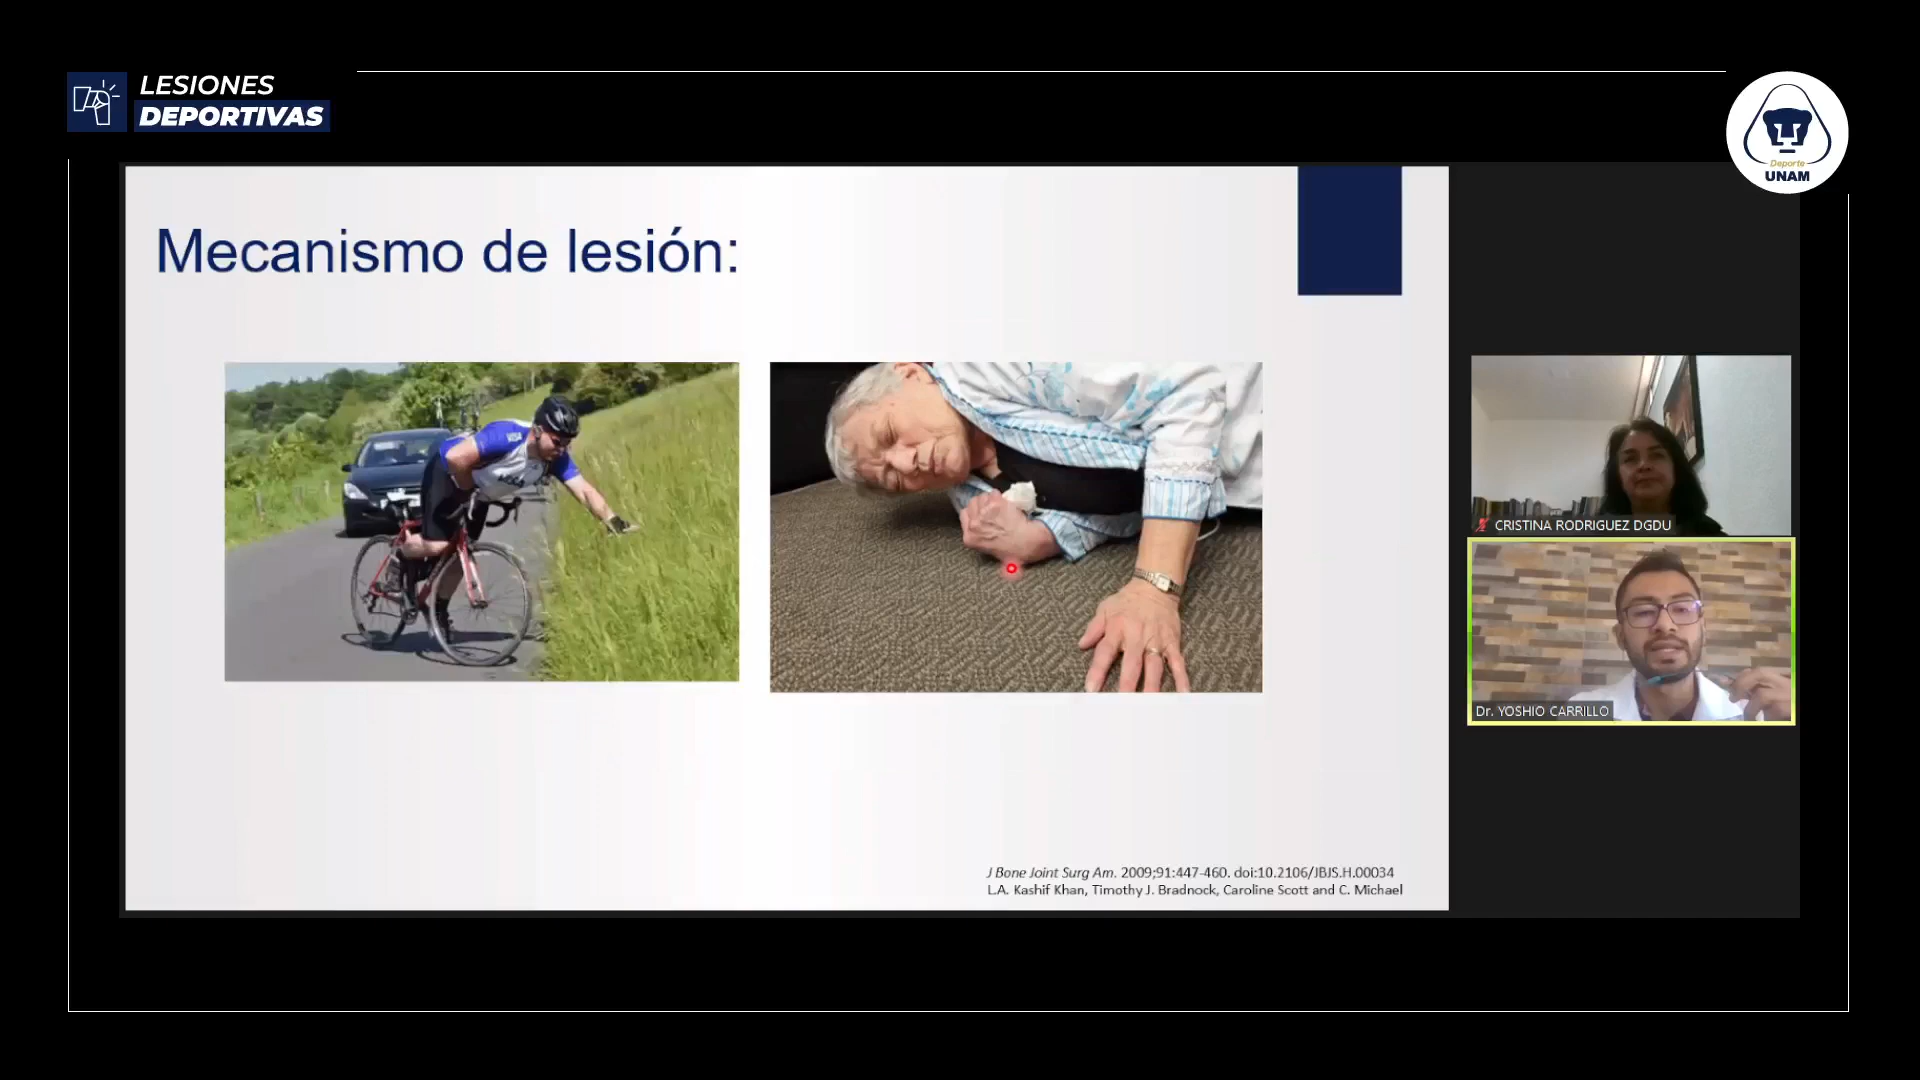 LESIONES
DEPORTIVAS
Deporte
UNAM
Mecanismo de lesión:
VISA
CRISTINA RODRIGUEZ DGDU
Dr. YOSHIO CARRILLO
J Bone Joint Surg Am. 2009;91:447-460. doi:10.2106/JBJS.H.00034
L.A. Kashif Khan, Timothy J. Bradnock, Caroline Scott and C. Michael